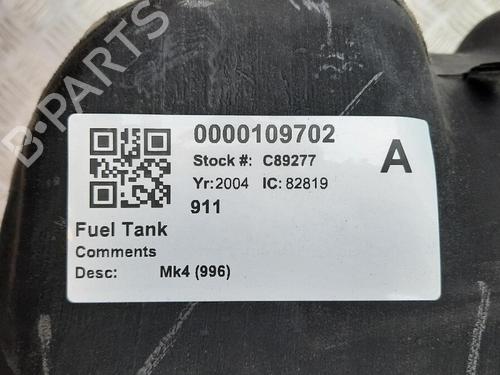 0000109702
Stock #: C89277
A
Yr:2004 IC: 82819
911
Fuel Tank
Comments
Desc: Mk4 (996)
B-PARTS